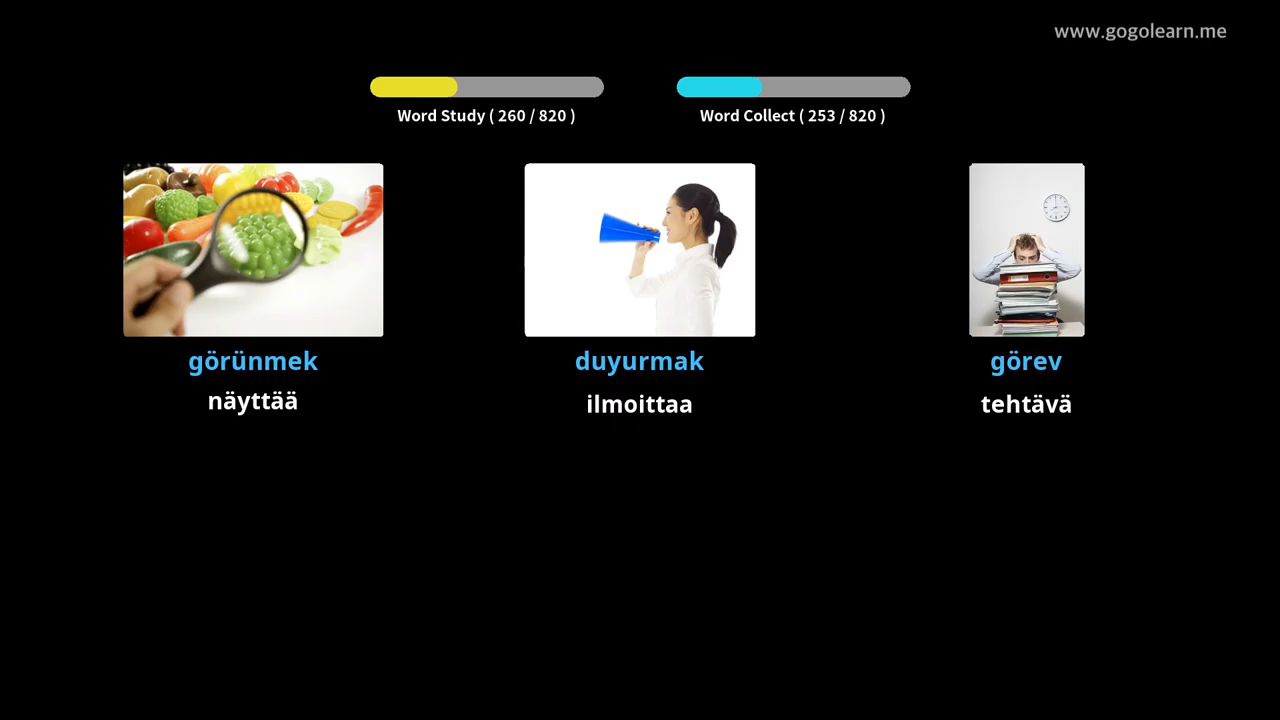 www.gogolearn.me
Word Study ( 260 / 820 )
Word Collect ( 253 / 820 )
görünmek
näyttää
duyurmak
ilmoittaa
görev
tehtävä